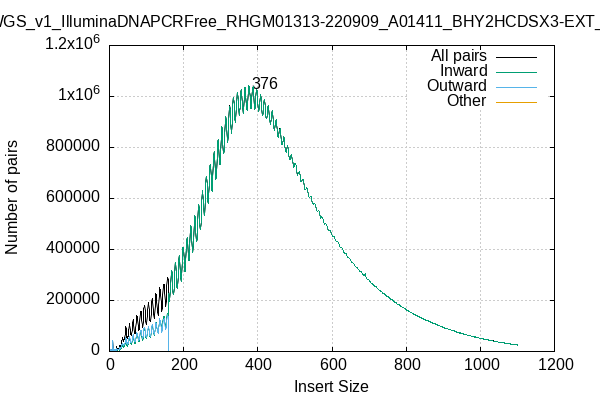 WGS_v1_IlluminaDNAPCRFree_RHGM01313-220909_A01411_BHY2HCDSX3-EXT_
All pairs
Inward
Outward
Other
376
1.2x10^6
1x10^6
800000
600000
400000
200000
0
Number of pairs
0 200 400 600 800 1000 1200
Insert Size